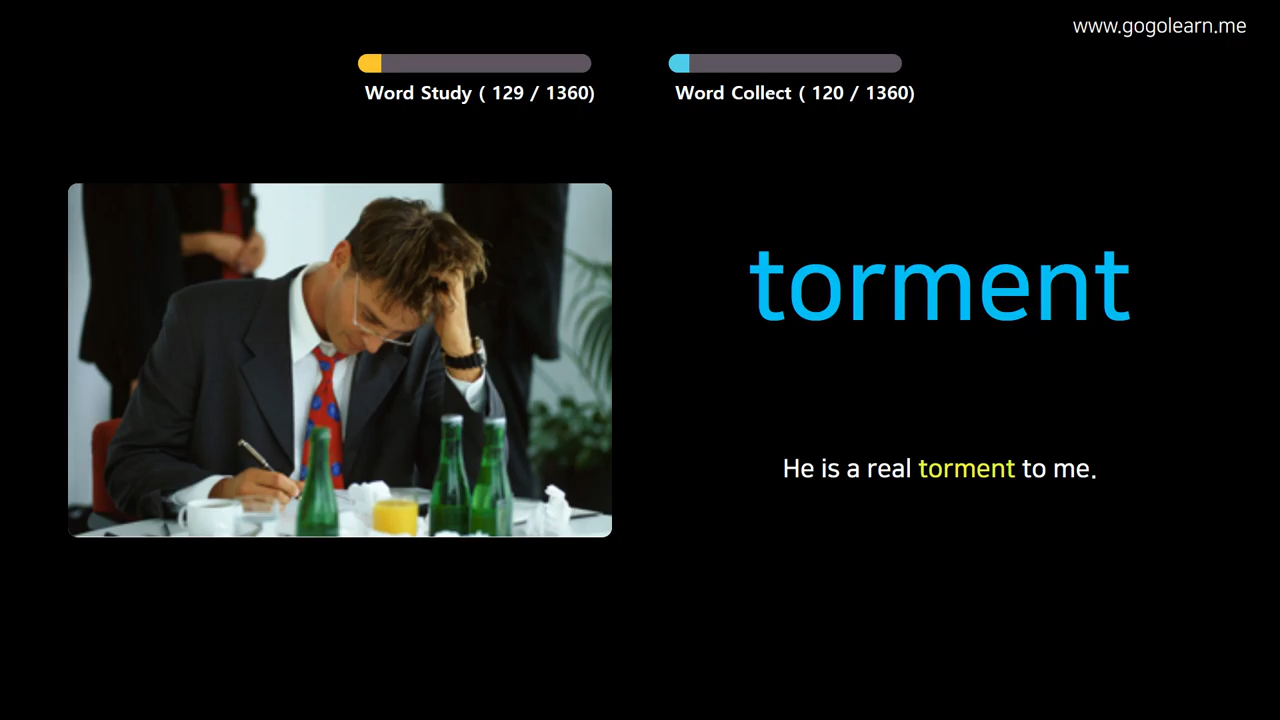 www.gogolearn.me
Word Study ( 129 / 1360)
Word Collect ( 120 / 1360)
torment
He is a real torment to me.